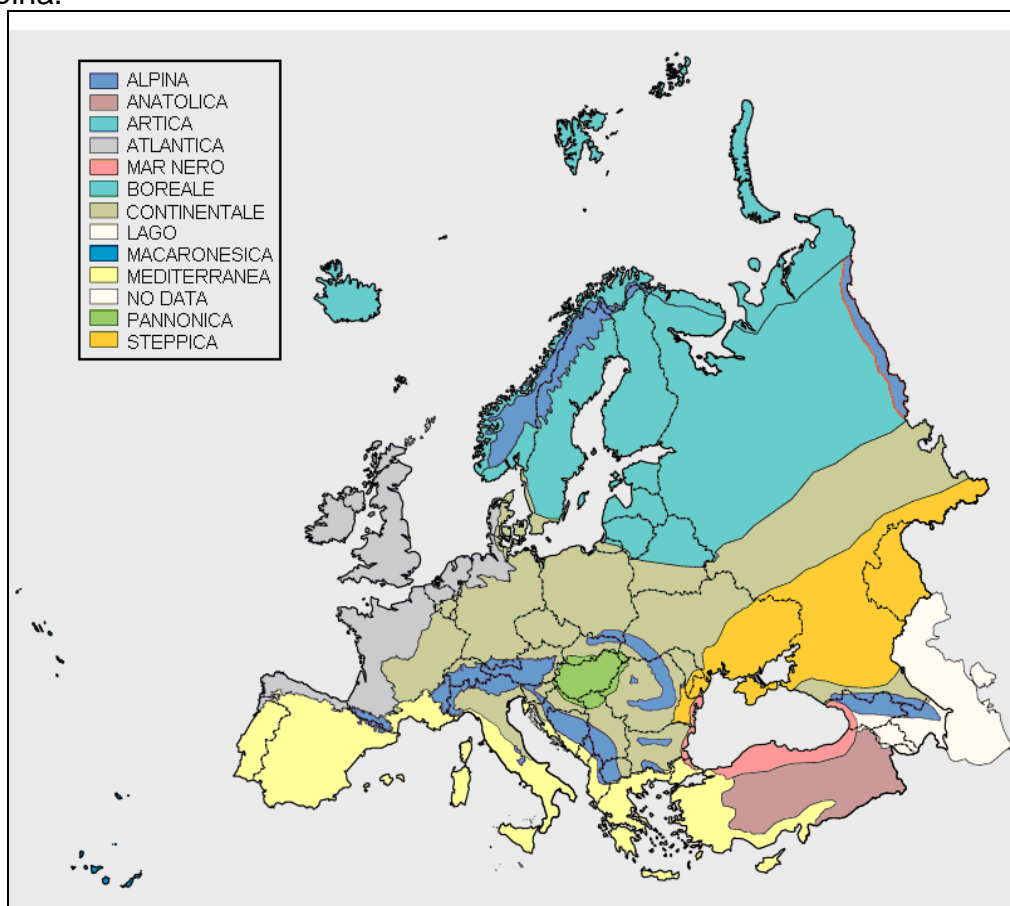 ALPINA
ANATOLICA
ARTICA
ATLANTICA
MAR NERO
BOREALE
CONTINENTALE
LAGO
MACARONESICA
MEDITERRANEA
NO DATA
PANNONICA
STEPPICA